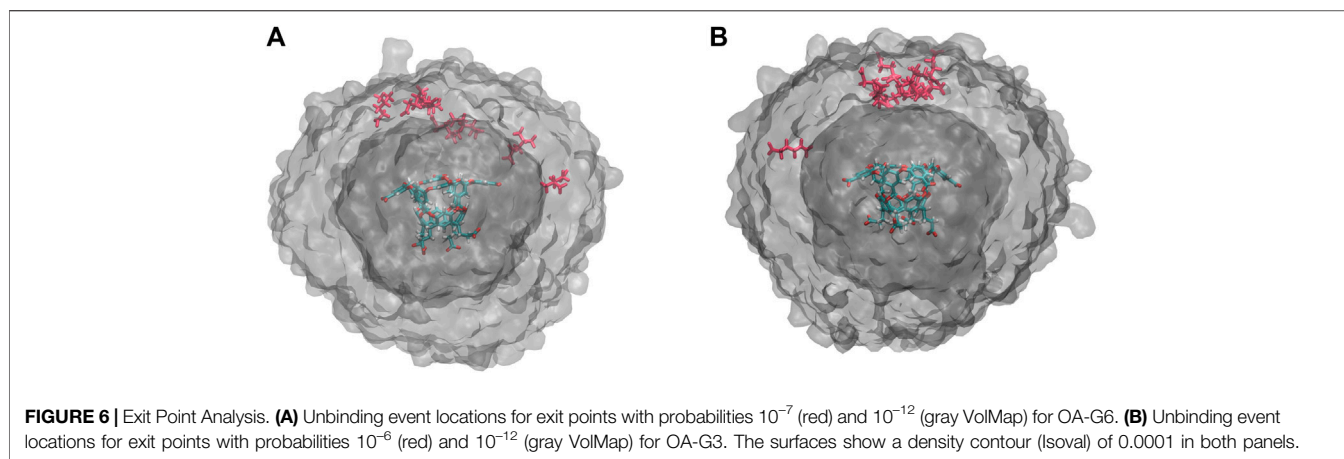 A
B
FIGURE 6 | Exit Point Analysis. (A) Unbinding event locations for exit points with probabilities 10⁻⁷ (red) and 10⁻¹² (gray VolMap) for OA-G6. (B) Unbinding event
locations for exit points with probabilities 10⁻⁶ (red) and 10⁻¹² (gray VolMap) for OA-G3. The surfaces show a density contour (Isoval) of 0.0001 in both panels.